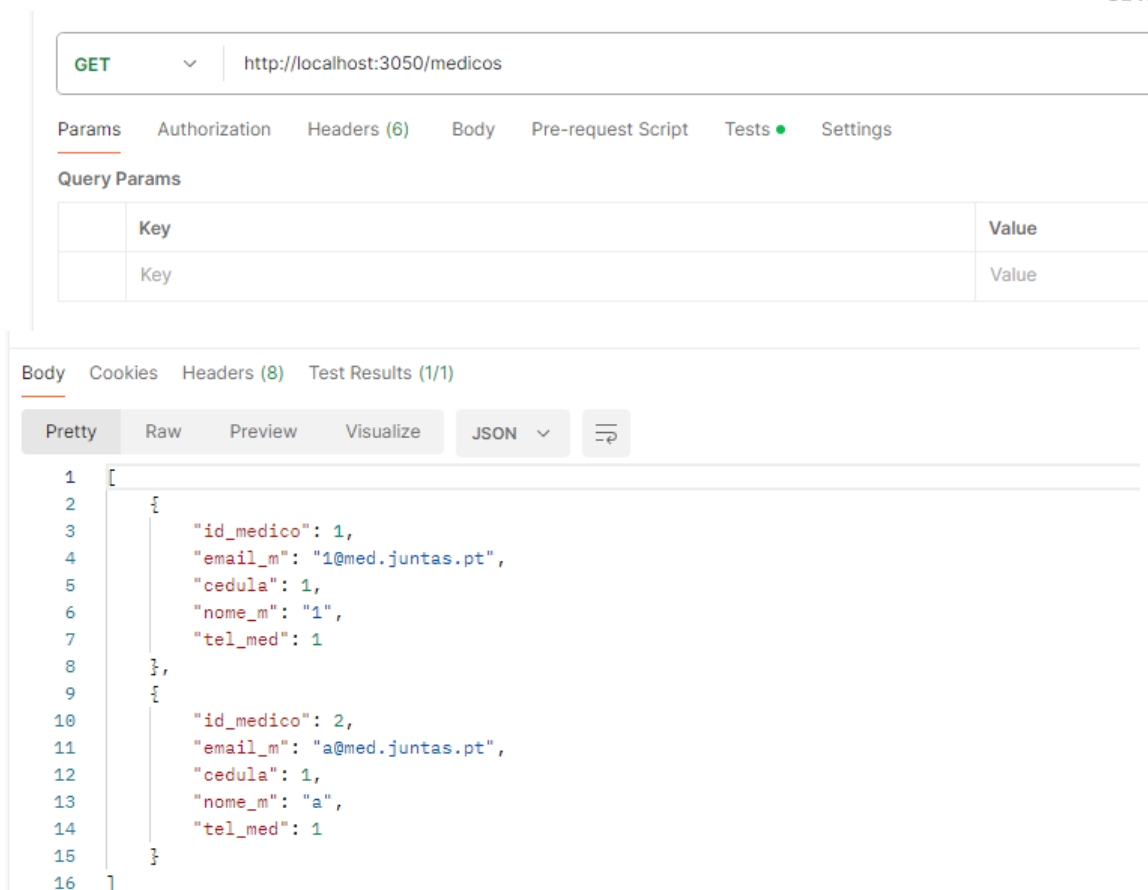 GET http://localhost:3050/medicos
Params Authorization Headers (6) Body Pre-request Script Tests Settings
Query Params
Key Value
Key Value
Body Cookies Headers (8) Test Results (1/1)
Pretty Raw Preview Visualize JSON
1 [
2 {
3 "id_medico": 1,
4 "email_m": "1@med.juntas.pt",
5 "cedula": 1,
6 "nome_m": "1",
7 "tel_med": 1
8 },
9 {
10 "id_medico": 2,
11 "email_m": "a@med.juntas.pt",
12 "cedula": 1,
13 "nome_m": "a",
14 "tel_med": 1
15 }
16 ]